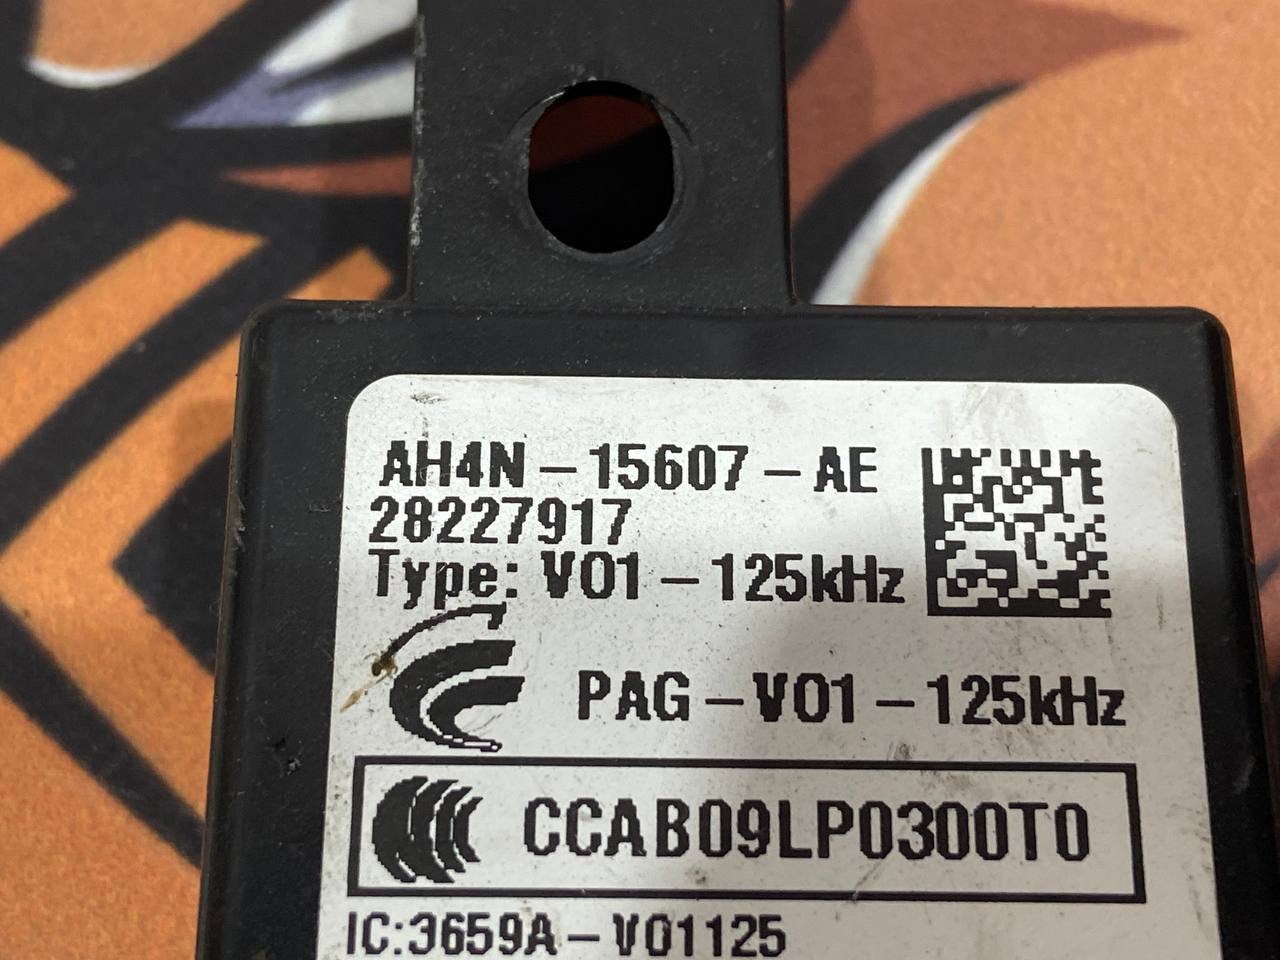 AH4N-15607-AE
28227917
Type: V01-125kHz
PAG-V01-125kHz
CCAB09LP0300T0
IC:3659A-V01125